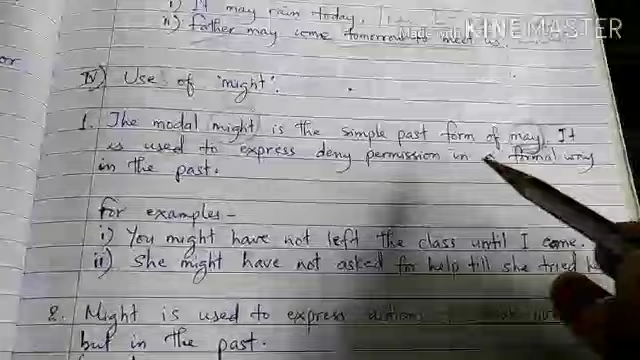 i) It may rain today.
ii) Father may come tomorrow to meet us.
Made with KINEMASTER
or
IV) Use of 'might'.
1. The modal might is the simple past form of may. It
is used to express deny permission in a formal way
in the past.
for examples-
i) You might have not left the class until I came.
ii) She might have not asked for help till she tried
2. Might is used to express
but in the past.